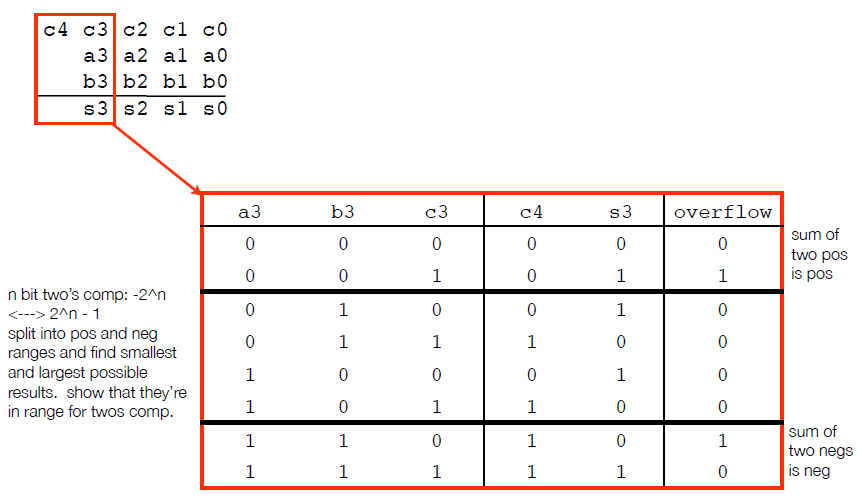 c4 c3 c2 c1 c0
a3 a2 a1 a0
b3 b2 b1 b0
s3 s2 s1 s0
a3 b3 c3 c4 s3 overflow
0 0 0 0 0 0
0 0 1 0 1 1
sum of
two pos
is pos
n bit two's comp: -2^n
<---> 2^n - 1
split into pos and neg
ranges and find smallest
and largest possible
results. show that they're
in range for twos comp.
0 1 0 0 1 0
0 1 1 1 0 0
1 0 0 0 1 0
1 0 1 1 0 0
1 1 0 1 0 1
1 1 1 1 1 0
sum of
two negs
is neg